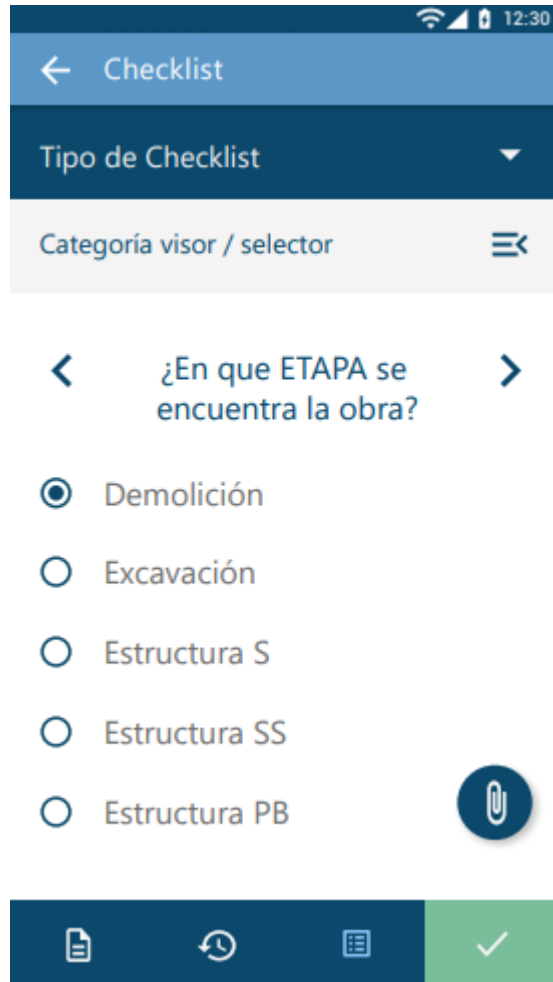 12:30
Checklist
Tipo de Checklist
Categoría visor / selector
¿En que ETAPA se
encuentra la obra?
Demolición
Excavación
Estructura S
Estructura SS
Estructura PB